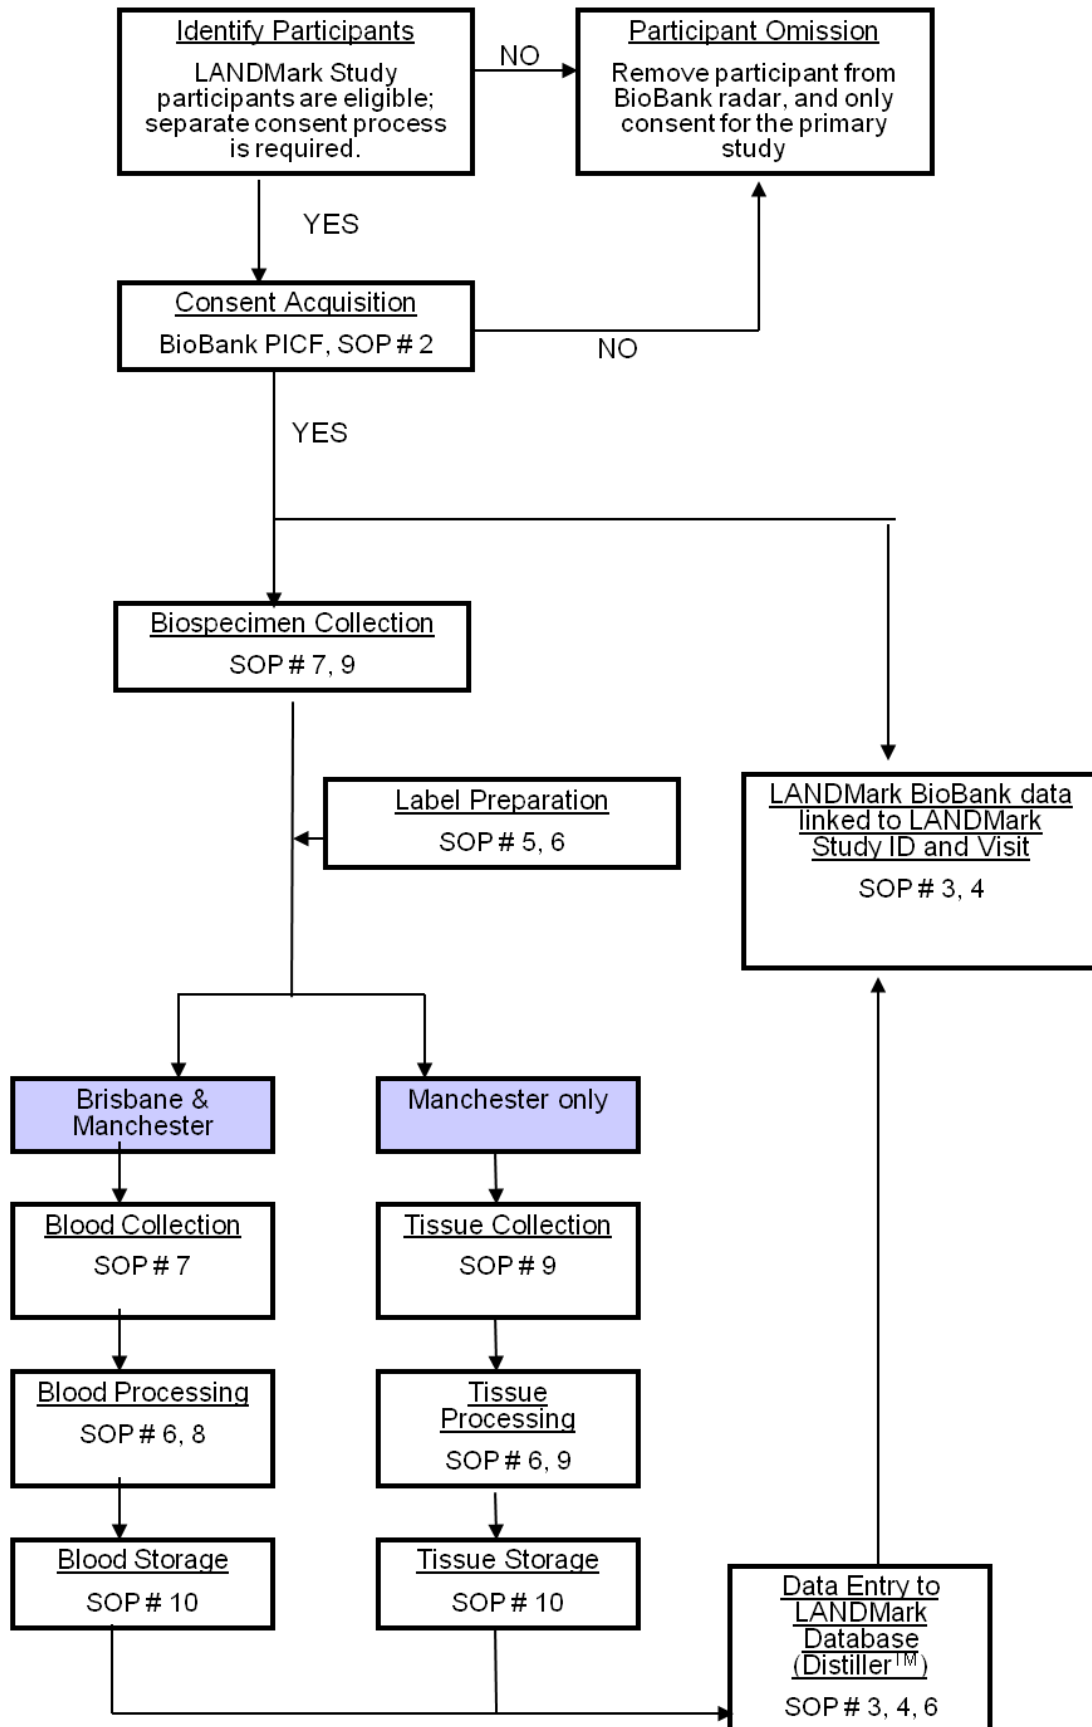 Identify Participants
LANDMark Study
participants are eligible;
separate consent process
is required.
NO
Participant Omission
Remove participant from
BioBank radar, and only
consent for the primary
study
YES
Consent Acquisition
BioBank PICF, SOP # 2
NO
YES
Biospecimen Collection
SOP # 7, 9
Label Preparation
SOP # 5, 6
LANDMark BioBank data
linked to LANDMark
Study ID and Visit
SOP # 3, 4
Brisbane &
Manchester
Manchester only
Blood Collection
SOP # 7
Tissue Collection
SOP # 9
Blood Processing
SOP # 6, 8
Tissue
Processing
SOP # 6, 9
Blood Storage
SOP # 10
Tissue Storage
SOP # 10
Data Entry to
LANDMark
Database
(Distiller™)
SOP # 3, 4, 6